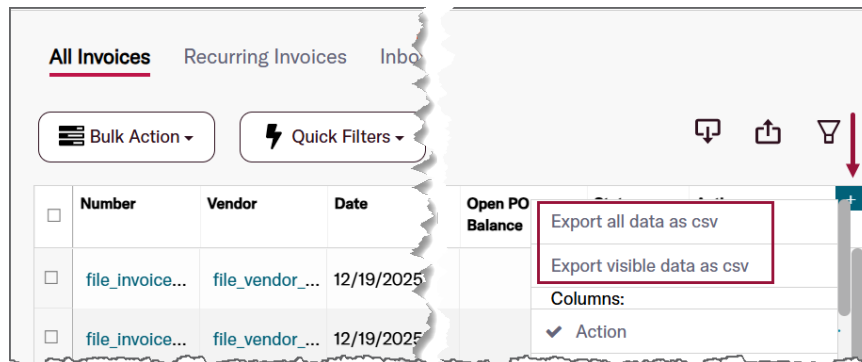 All Invoices Recurring Invoices
Bulk Action Quick Filters
Number Vendor Date Open PO Balance
Export all data as csv
file_invoice... file_vendor_... 12/19/2025
Export visible data as csv
Columns:
file_invoice... file_vendor_... 12/19/2025
Action